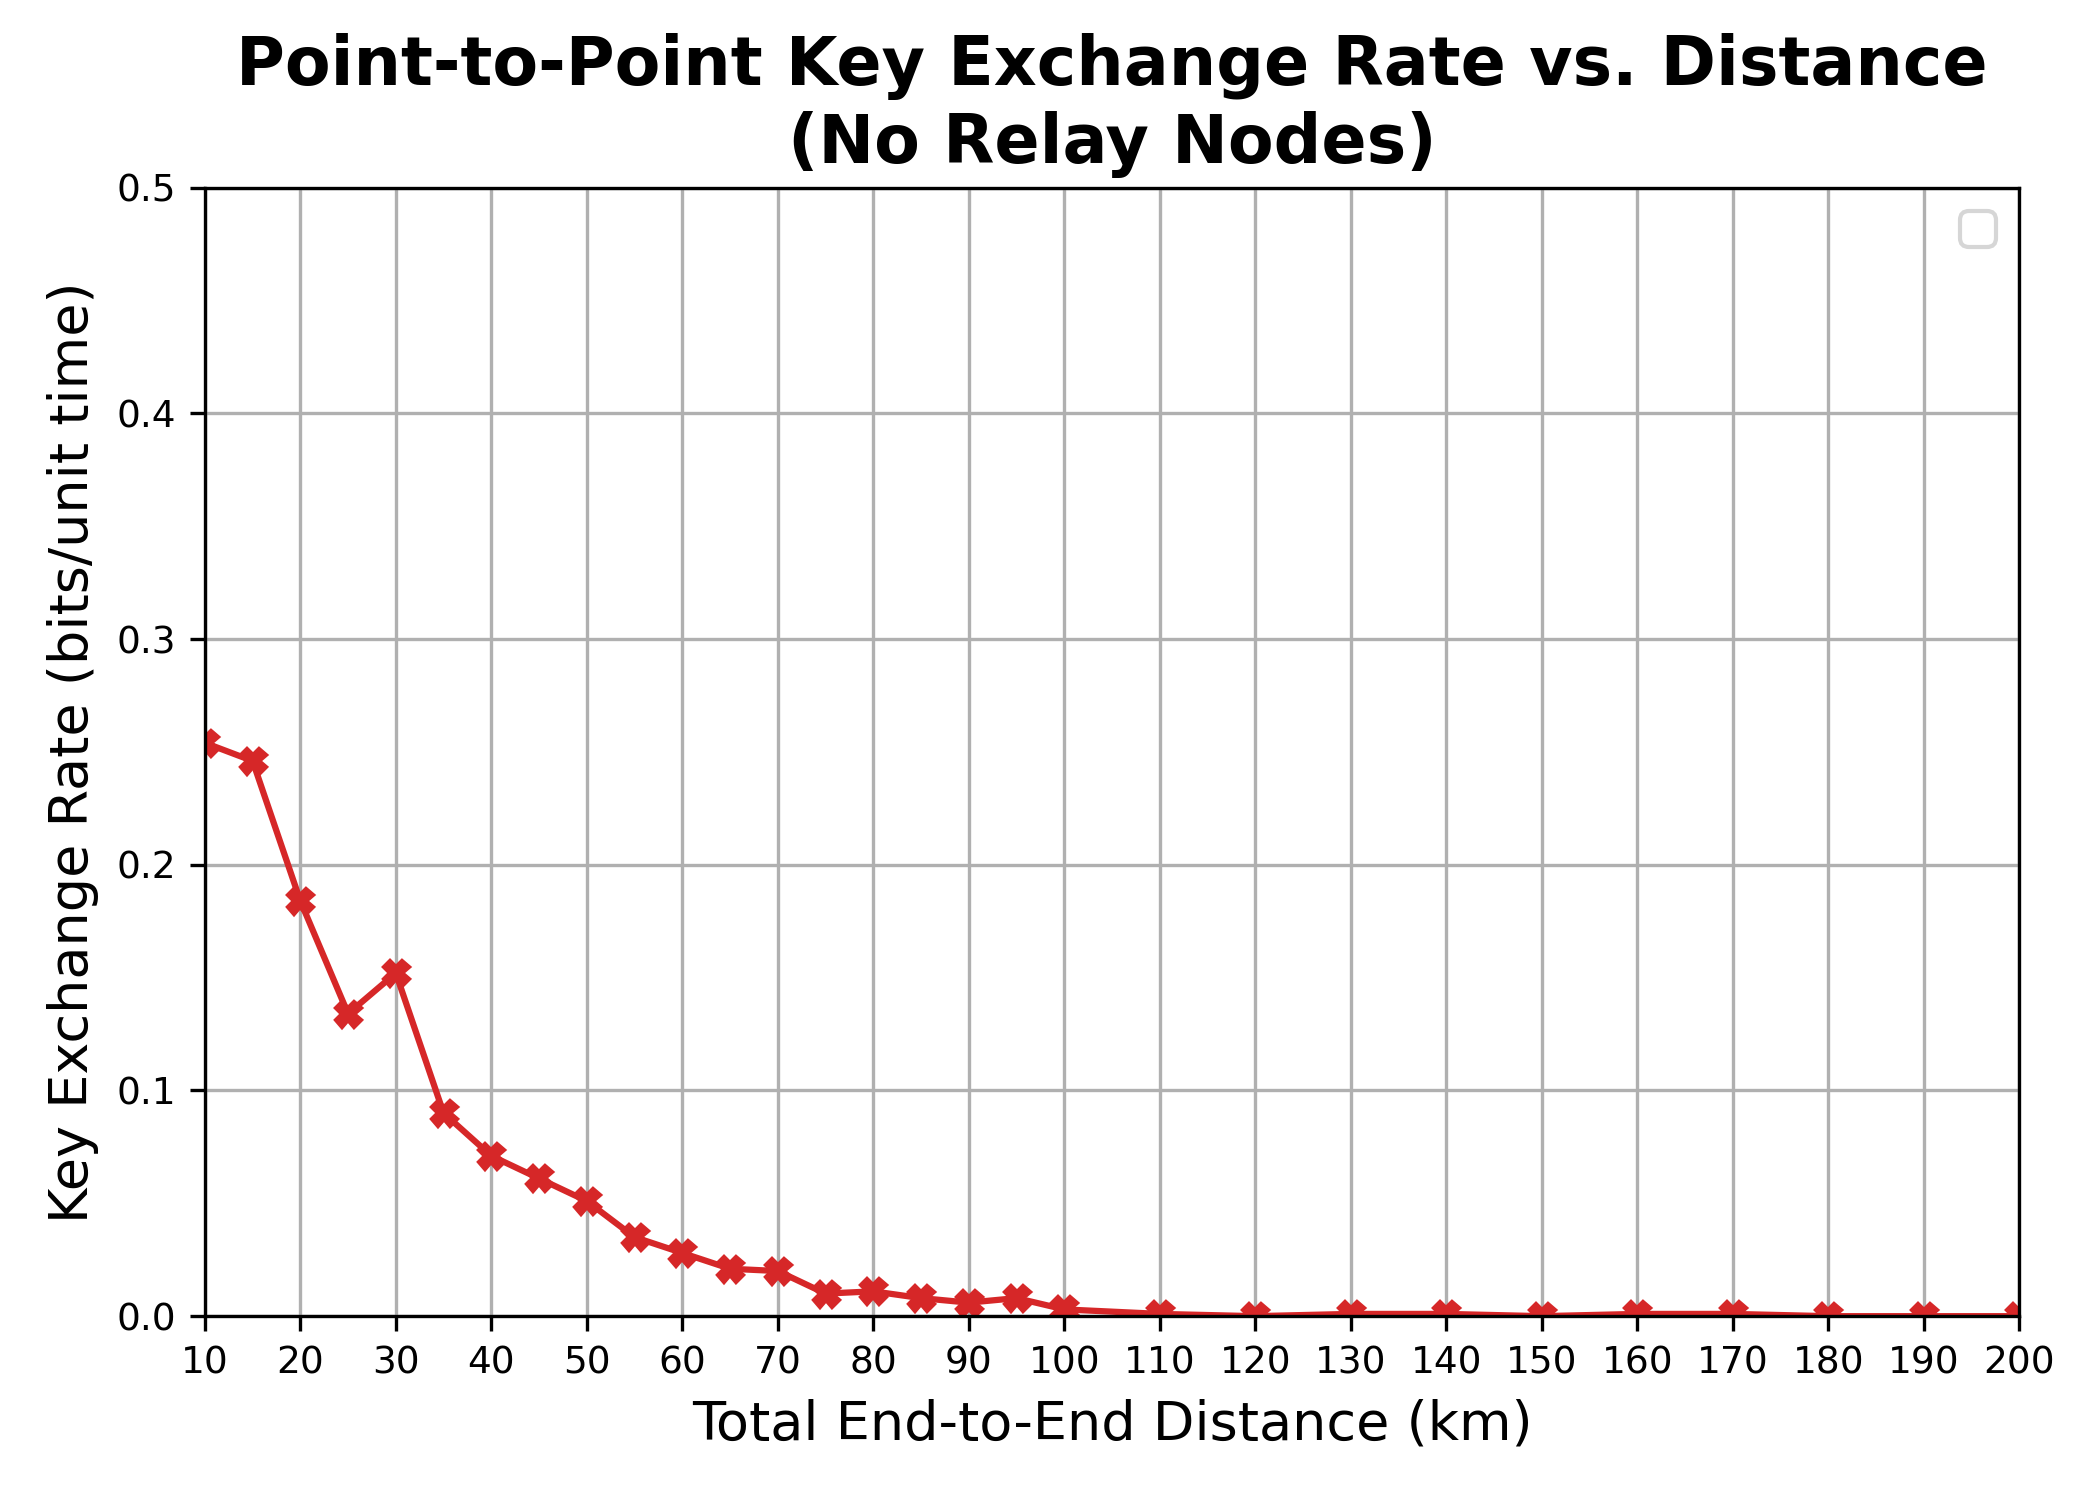 Point-to-Point Key Exchange Rate vs. Distance
(No Relay Nodes)
Key Exchange Rate (bits/unit time)
0.5
0.4
0.3
0.2
0.1
0.0
10 20 30 40 50 60 70 80 90 100 110 120 130 140 150 160 170 180 190 200
Total End-to-End Distance (km)